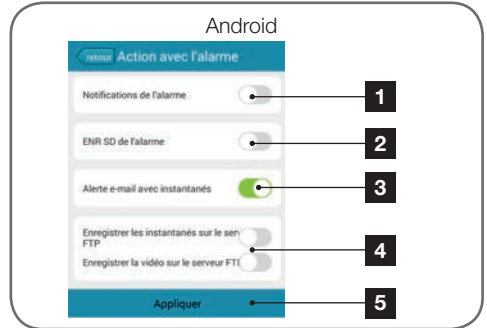 Android
retour Action avec l'alarme
Notifications de l'alarme
1
ENR SD de l'alarme
2
Alerte e-mail avec instantanés
3
Enregistrer les instantanés sur le serv
FTP
4
Enregistrer la vidéo sur le serveur FTI
Appliquer
5